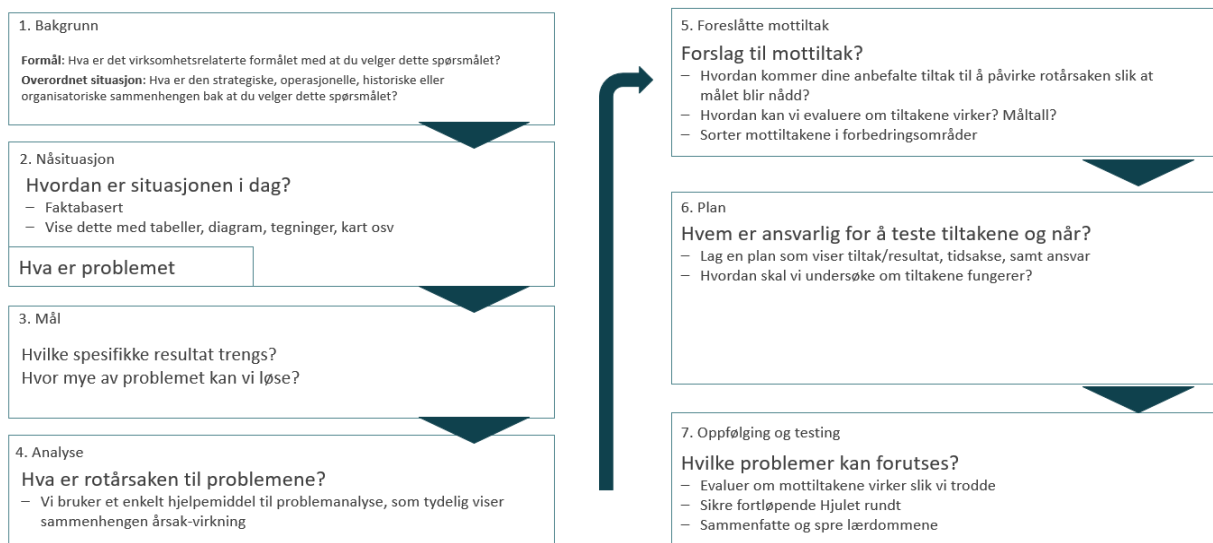 1. Bakgrunn
Formål: Hva er det virksomhetsrelaterte formålet med at du velger dette spørsmålet?
Overordnet situasjon: Hva er den strategiske, operasjonelle, historiske eller
organisatoriske sammenhengen bak at du velger dette spørsmålet?
2. Nåsituasjon
Hvordan er situasjonen i dag?
– Faktabasert
– Vise dette med tabeller, diagram, tegninger, kart osv
Hva er problemet
3. Mål
Hvilke spesifikke resultat trengs?
Hvor mye av problemet kan vi løse?
4. Analyse
Hva er rotårsaken til problemene?
– Vi bruker et enkelt hjelpemiddel til problemanalyse, som tydelig viser
sammenhengen årsak-virkning
5. Foreslåtte mottiltak
Forslag til mottiltak?
– Hvordan kommer dine anbefalte tiltak til å påvirke rotårsaken slik at
målet blir nådd?
– Hvordan kan vi evaluere om tiltakene virker? Måltall?
– Sorter mottiltakene i forbedringsområder
6. Plan
Hvem er ansvarlig for å teste tiltakene og når?
– Lag en plan som viser tiltak/resultat, tidsakse, samt ansvar
– Hvordan skal vi undersøke om tiltakene fungerer?
7. Oppfølging og testing
Hvilke problemer kan forutses?
– Evaluer om mottiltakene virker slik vi trodde
– Sikre fortløpende Hjulet rundt
– Sammenfatte og spre lærdommene